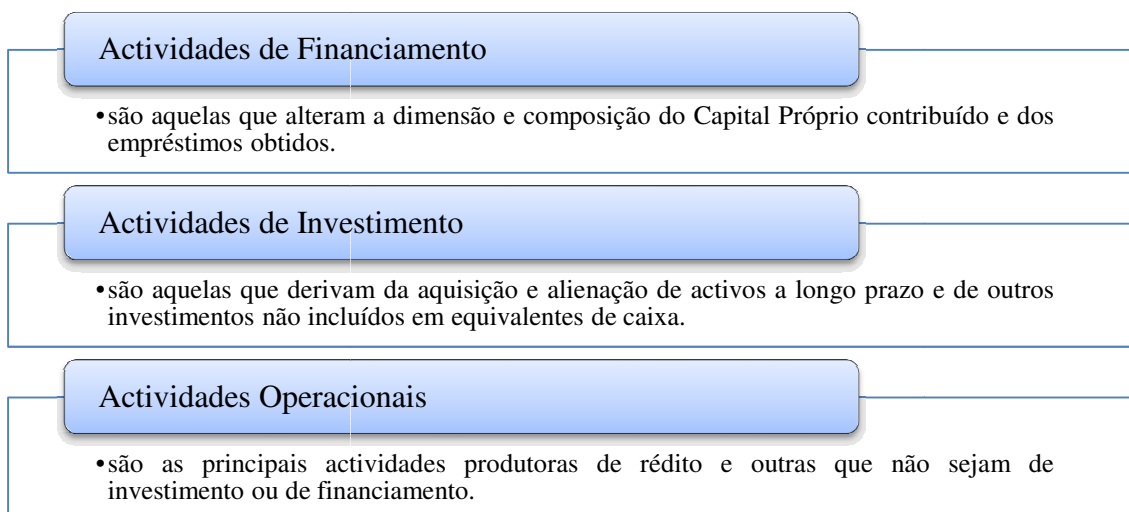 Actividades de Financiamento
•são aquelas que alteram a dimensão e composição do Capital Próprio contribuído e dos
empréstimos obtidos.
Actividades de Investimento
•são aquelas que derivam da aquisição e alienação de activos a longo prazo e de outros
investimentos não incluídos em equivalentes de caixa.
Actividades Operacionais
•são as principais actividades produtoras de rédito e outras que não sejam de
investimento ou de financiamento.